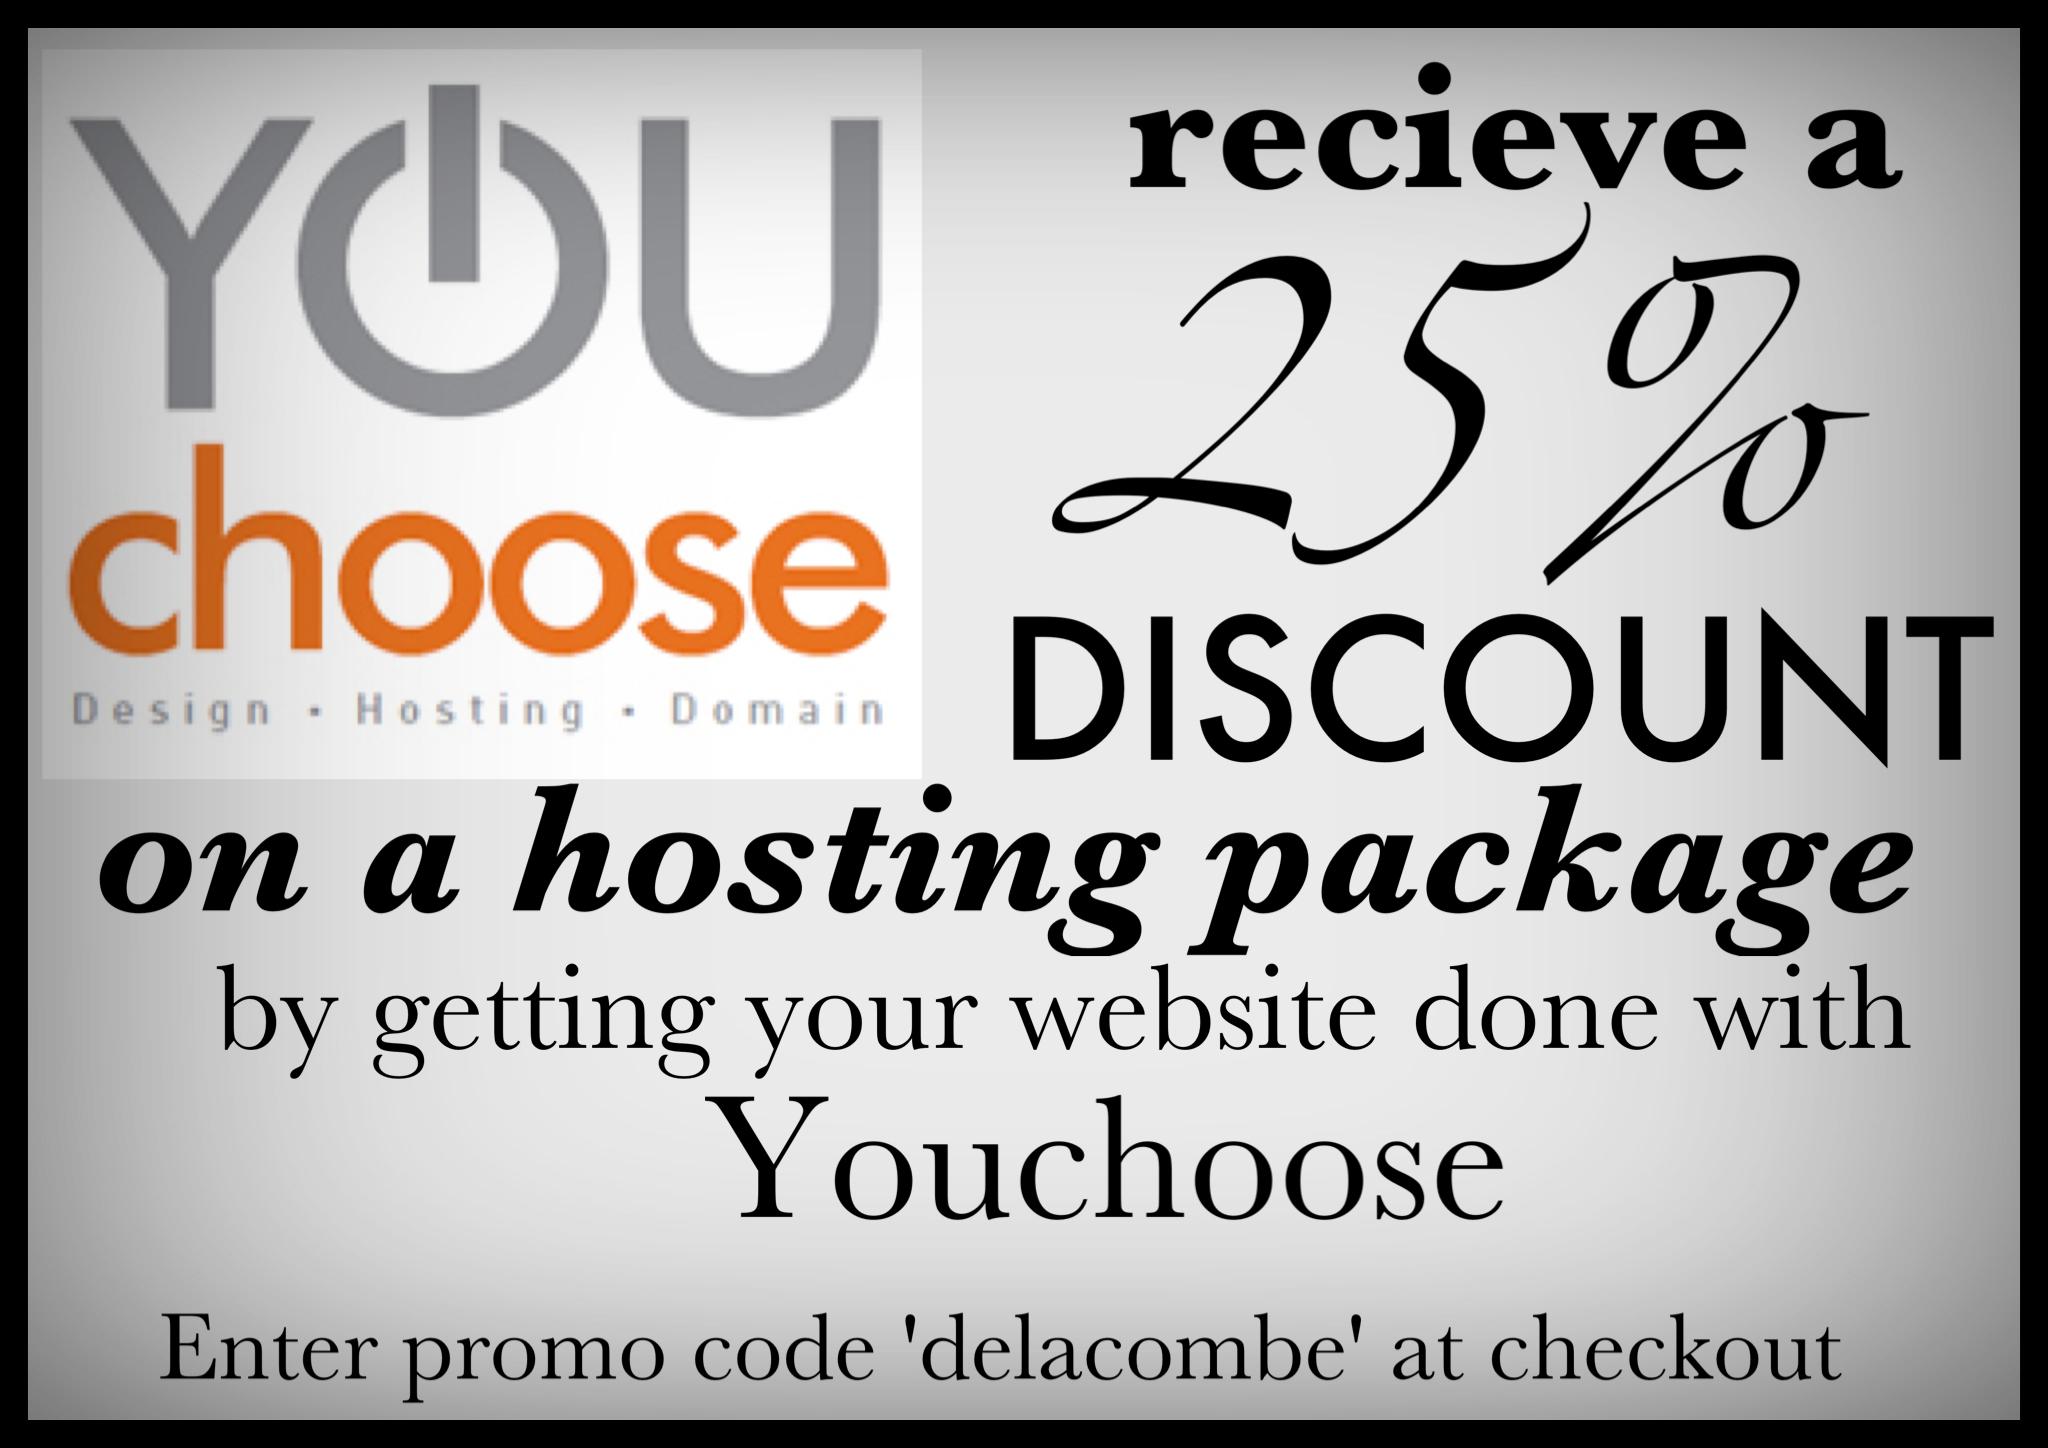 YOU
choose
Design • Hosting • Domain
recieve a
25%
DISCOUNT
on a hosting package
by getting your website done with
Youchoose
Enter promo code 'delacombe' at checkout